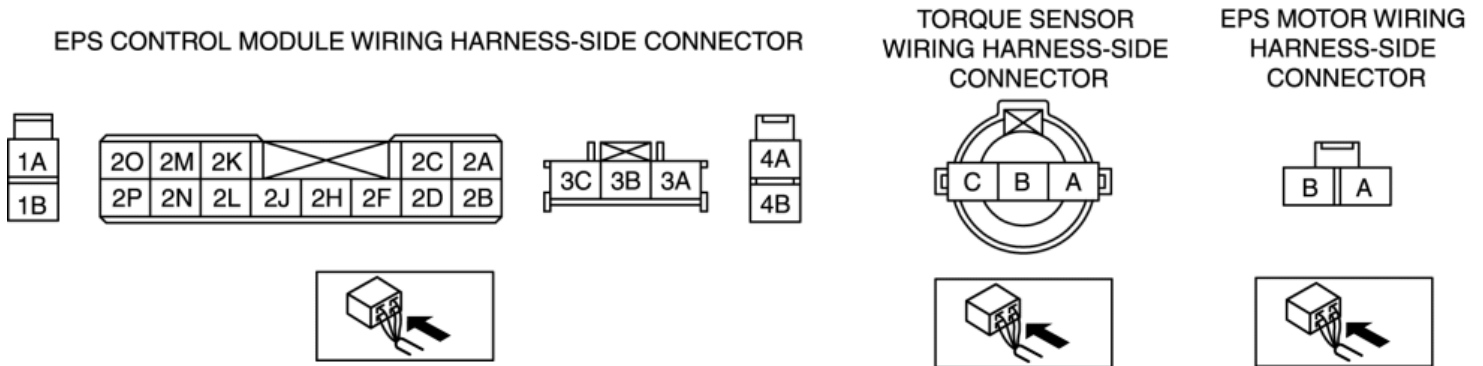 EPS CONTROL MODULE WIRING HARNESS-SIDE CONNECTOR
1A
1B
2O 2M 2K 2C 2A
2P 2N 2L 2J 2H 2F 2D 2B
3C 3B 3A
4A
4B
TORQUE SENSOR
WIRING HARNESS-SIDE
CONNECTOR
C B A
EPS MOTOR WIRING
HARNESS-SIDE
CONNECTOR
B A